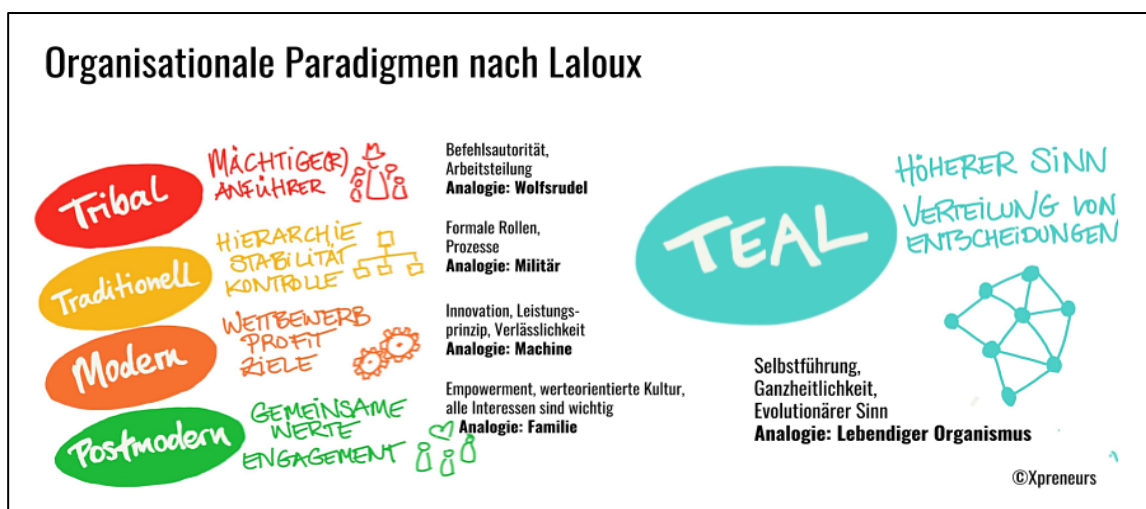 Organisationale Paradigmen nach Laloux
Tribal
MÄCHTIGE(R)
ANFÜHRER
Befehlsautorität,
Arbeitsteilung
Analogie: Wolfsrudel
Traditionell
HIERARCHIE
STABILITÄT
KONTROLLE
Formale Rollen,
Prozesse
Analogie: Militär
Modern
WETTBEWERB
PROFIT
ZIELE
Innovation, Leistungs-
prinzip, Verlässlichkeit
Analogie: Machine
Postmodern
GEMEINSAME
WERTE
ENGAGEMENT
Empowerment, werteorientierte Kultur,
alle Interessen sind wichtig
Analogie: Familie
TEAL
HÖHERER SINN
VERTEILUNG VON
ENTSCHEIDUNGEN
Selbstführung,
Ganzheitlichkeit,
Evolutionärer Sinn
Analogie: Lebendiger Organismus
©Xpreneurs